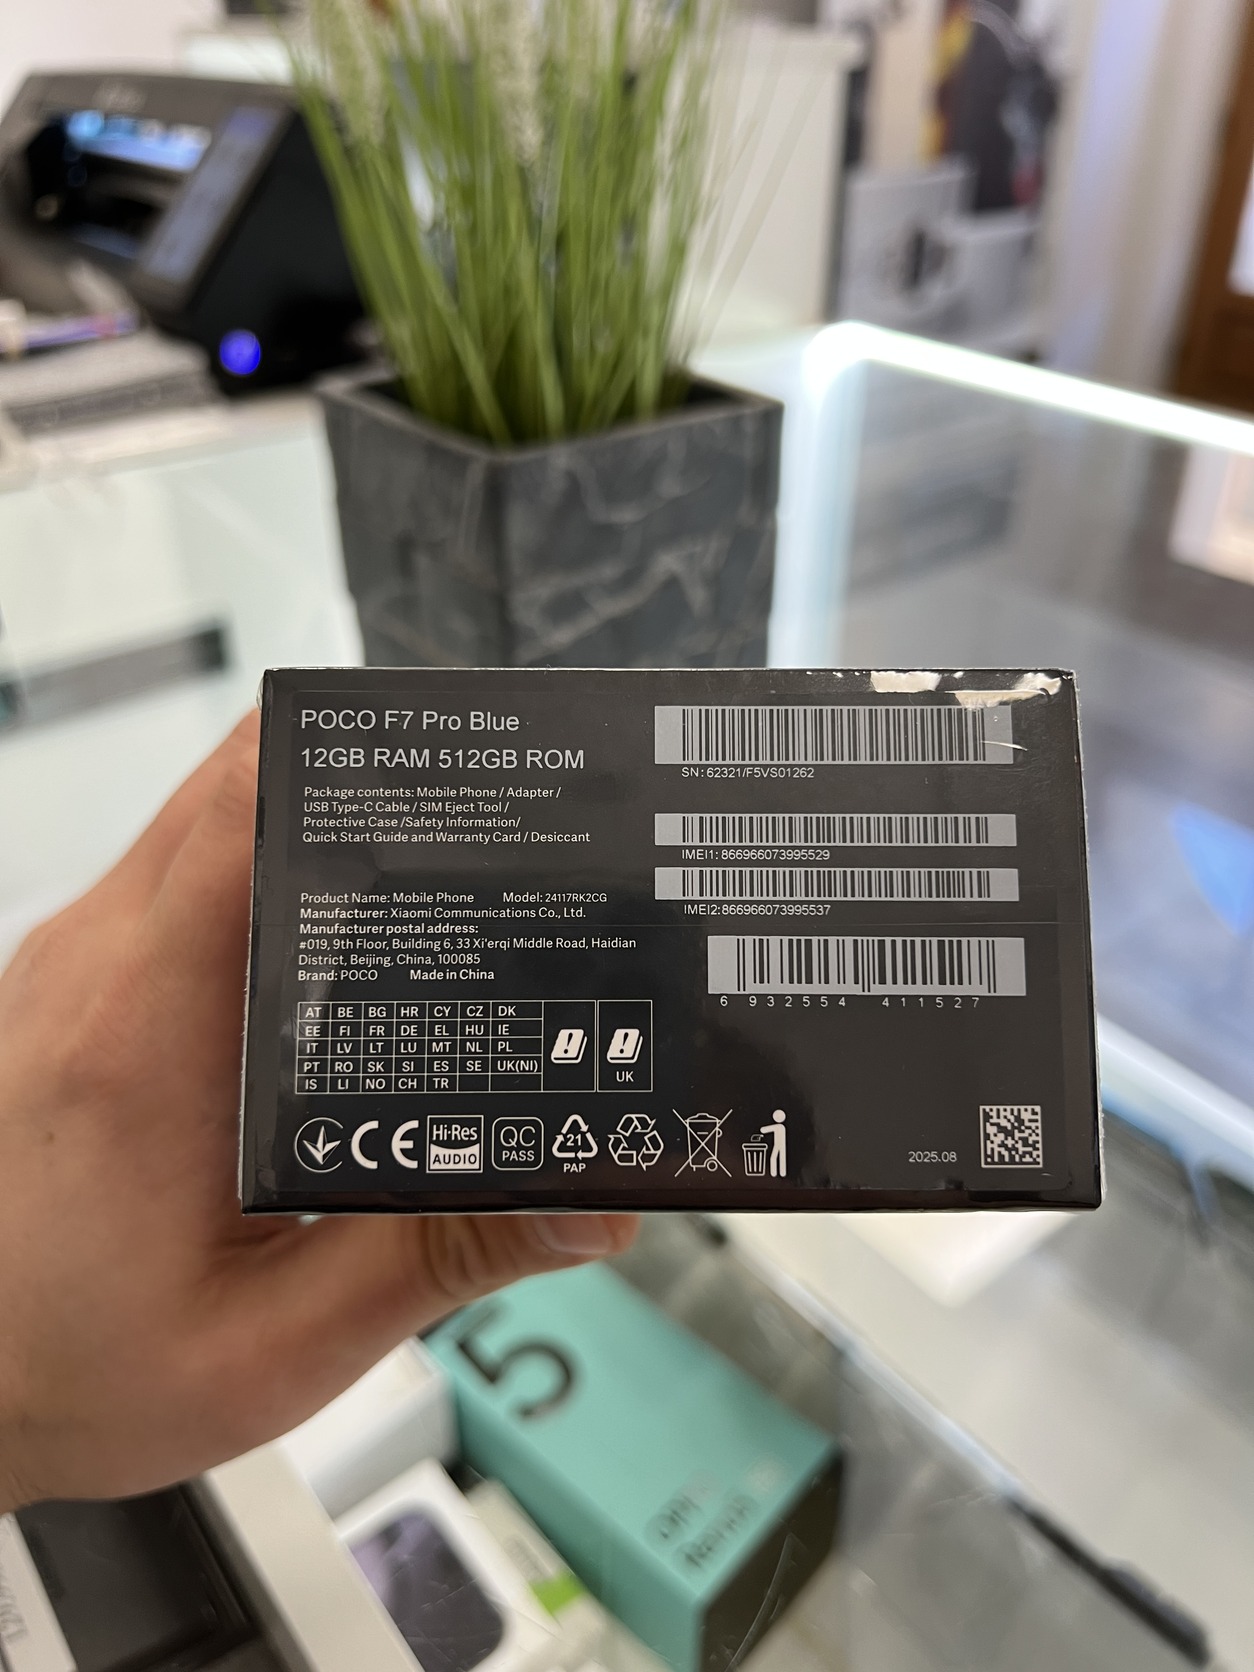 POCO F7 Pro Blue
12GB RAM 512GB ROM
Package contents: Mobile Phone / Adapter /
USB Type-C Cable / SIM Eject Tool /
Protective Case /Safety Information/
Quick Start Guide and Warranty Card / Desiccant
Product Name: Mobile Phone Model: 24117RK2CG
Manufacturer: Xiaomi Communications Co., Ltd.
Manufacturer postal address:
#019, 9th Floor, Building 6, 33 Xi'erqi Middle Road, Haidian
District, Beijing, China, 100085
Brand: POCO Made in China
AT BE BG HR CY CZ DK
EE FI FR DE EL HU IE
IT LV LT LU MT NL PL
PT RO SK SI ES SE UK(NI)
IS LI NO CH TR
UK
SN: 62321/F5VS01262
IMEI1: 866966073995529
IMEI2: 866966073995537
6 932554 411527
CE
Hi-Res
AUDIO
QC
PASS
21
PAP
2025.08
5